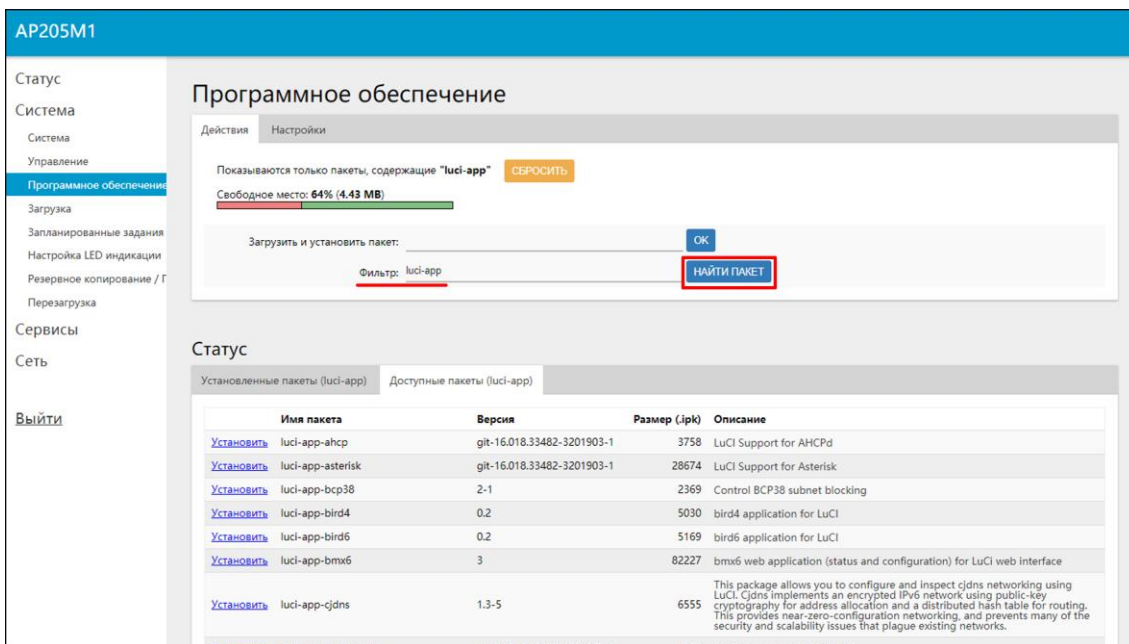 AP205M1
Статус
Система
Система
Управление
Программное обеспечение
Загрузка
Запланированные задания
Настройка LED индикации
Резервное копирование / Г
Перезагрузка
Сервисы
Сеть
Выйти
Программное обеспечение
Действия Настройки
Показываются только пакеты, содержащие "luci-app" СБРОСИТЬ
Свободное место: 64% (4.43 MB)
Загрузить и установить пакет: OK
Фильтр: luci-app НАЙТИ ПАКЕТ
Статус
Установленные пакеты (luci-app) Доступные пакеты (luci-app)
Имя пакета Версия Размер (.ipk) Описание
Установить luci-app-ahcp git-16.018.33482-3201903-1 3758 LuCI Support for AHCPd
Установить luci-app-asterisk git-16.018.33482-3201903-1 28674 LuCI Support for Asterisk
Установить luci-app-bcp38 2-1 2369 Control BCP38 subnet blocking
Установить luci-app-bird4 0.2 5030 bird4 application for LuCI
Установить luci-app-bird6 0.2 5169 bird6 application for LuCI
Установить luci-app-bmx6 3 82227 bmx6 web application (status and configuration) for LuCi web interface
Установить luci-app-cjdns 1.3-5 6555 This package allows you to configure and inspect cjdns networking using
LuCI. Cjdns implements an encrypted IPv6 network using public-key
cryptography for address allocation and a distributed hash table for routing.
This provides near-zero-configuration networking, and prevents many of the
security and scalability issues that plague existing networks.